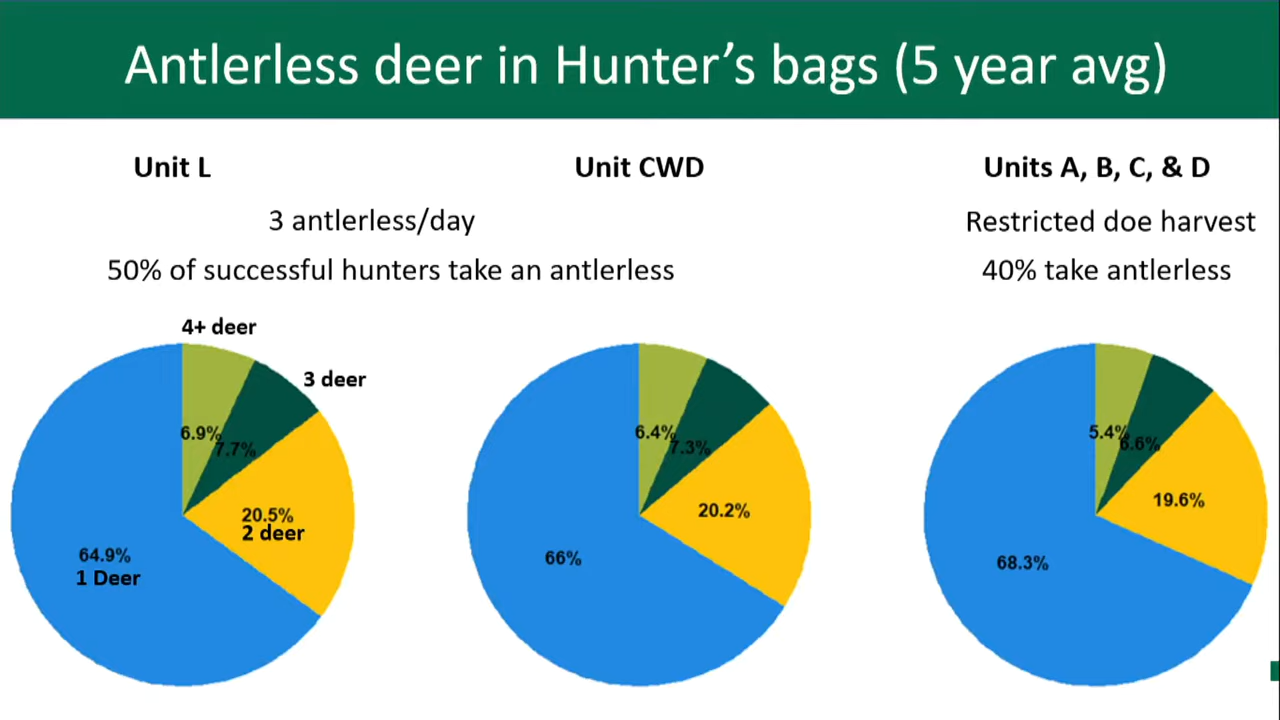 Antlerless deer in Hunter’s bags (5 year avg)
Unit L
Unit CWD
Units A, B, C, & D
3 antlerless/day
Restricted doe harvest
50% of successful hunters take an antlerless
40% take antlerless
4+ deer
3 deer
6.9%
7.7%
20.5%
2 deer
64.9%
1 Deer
6.4%
7.3%
20.2%
66%
5.4%
6.6%
19.6%
68.3%